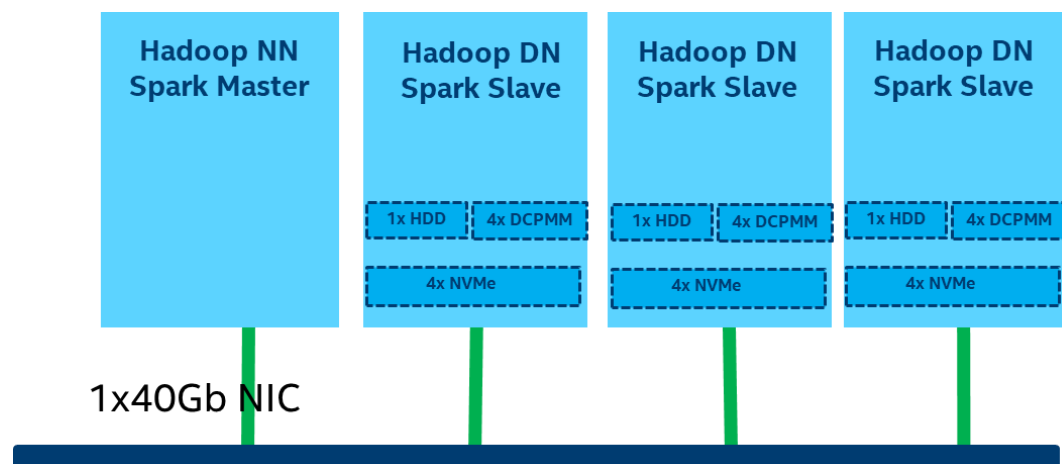 Hadoop NN
Spark Master
Hadoop DN
Spark Slave
Hadoop DN
Spark Slave
Hadoop DN
Spark Slave
1x HDD
4x DCPMM
1x HDD
4x DCPMM
1x HDD
4x DCPMM
4x NVMe
4x NVMe
4x NVMe
1x40Gb NIC